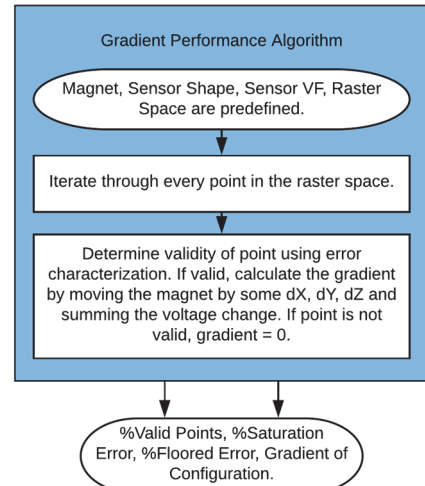 Gradient Performance Algorithm
Magnet, Sensor Shape, Sensor VF, Raster
Space are predefined.
Iterate through every point in the raster space.
Determine validity of point using error
characterization. If valid, calculate the gradient
by moving the magnet by some dX, dY, dZ and
summing the voltage change. If point is not
valid, gradient = 0.
%Valid Points, %Saturation
Error, %Floored Error, Gradient of
Configuration.